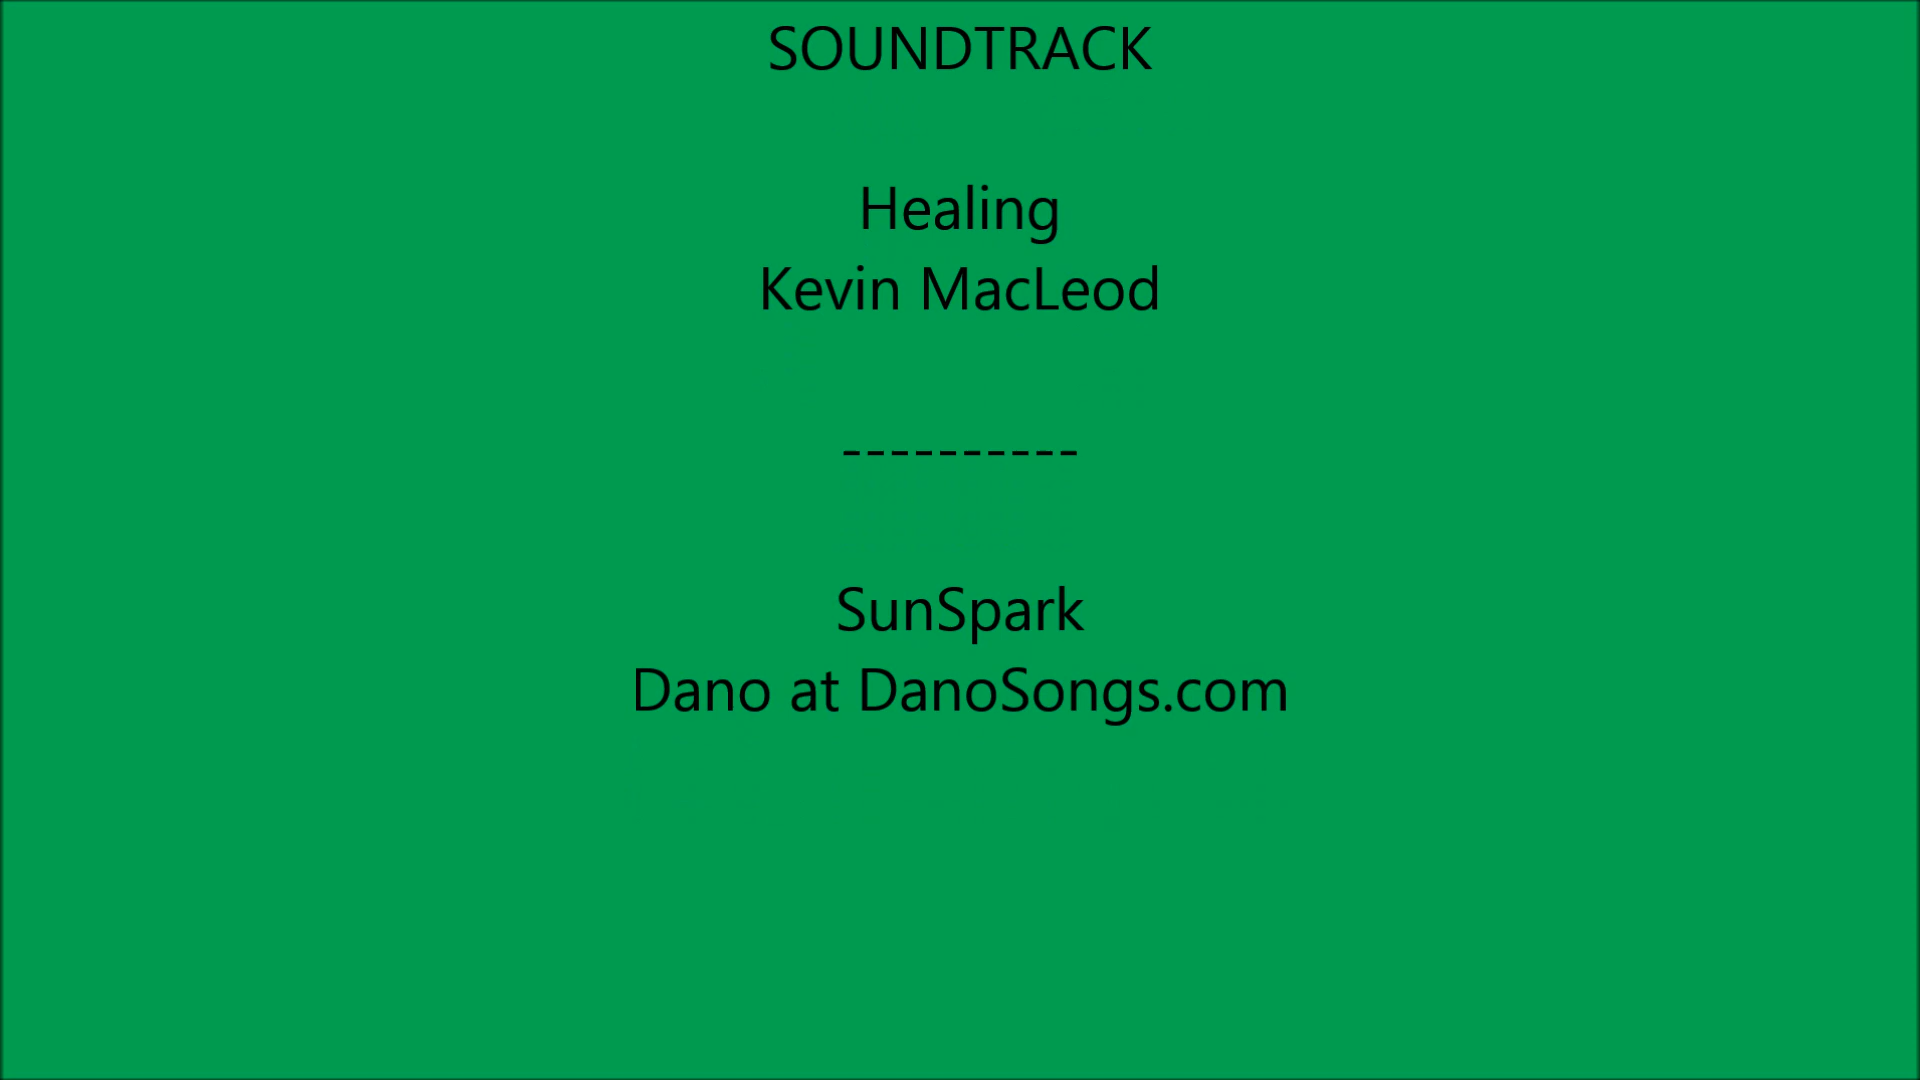 SOUNDTRACK
Healing
Kevin MacLeod
----------
SunSpark
Dano at DanoSongs.com